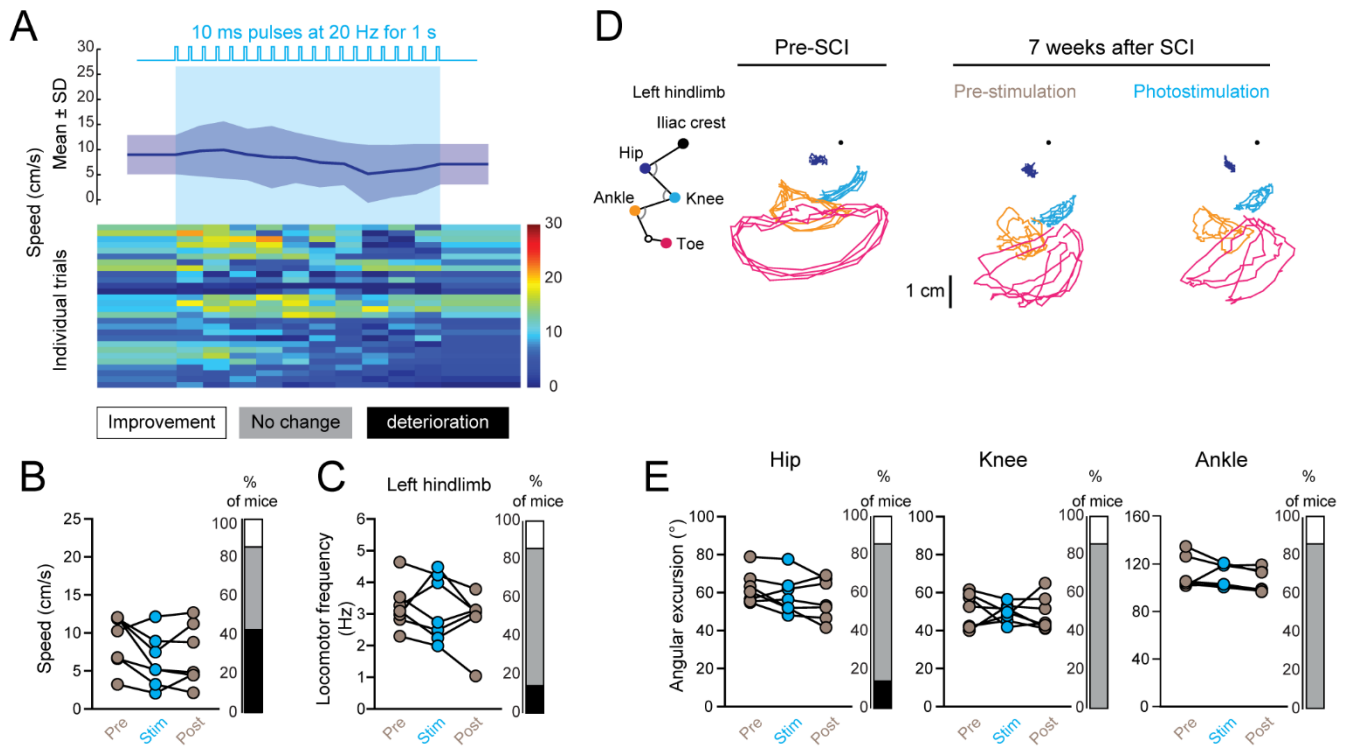 A
10 ms pulses at 20 Hz for 1 s
Speed (cm/s)
Mean ± SD
30
25
20
15
10
5
0
Individual trials
30
20
10
0
Improvement
No change
deterioration
B
Speed (cm/s)
25
20
15
10
5
0
Pre
Stim
Post
%
of mice
100
80
60
40
20
0
C
Left hindlimb
Locomotor frequency
(Hz)
6
5
4
3
2
1
0
Pre
Stim
Post
%
of mice
100
80
60
40
20
0
D
Pre-SCI
7 weeks after SCI
Pre-stimulation
Photostimulation
Left hindlimb
Iliac crest
Hip
Knee
Ankle
Toe
1 cm
E
Hip
Angular excursion (°)
100
80
60
40
20
0
Pre
Stim
Post
%
of mice
100
80
60
40
20
0
Knee
100
80
60
40
20
0
Pre
Stim
Post
%
of mice
100
80
60
40
20
0
Ankle
160
120
80
40
0
Pre
Stim
Post
%
of mice
100
80
60
40
20
0